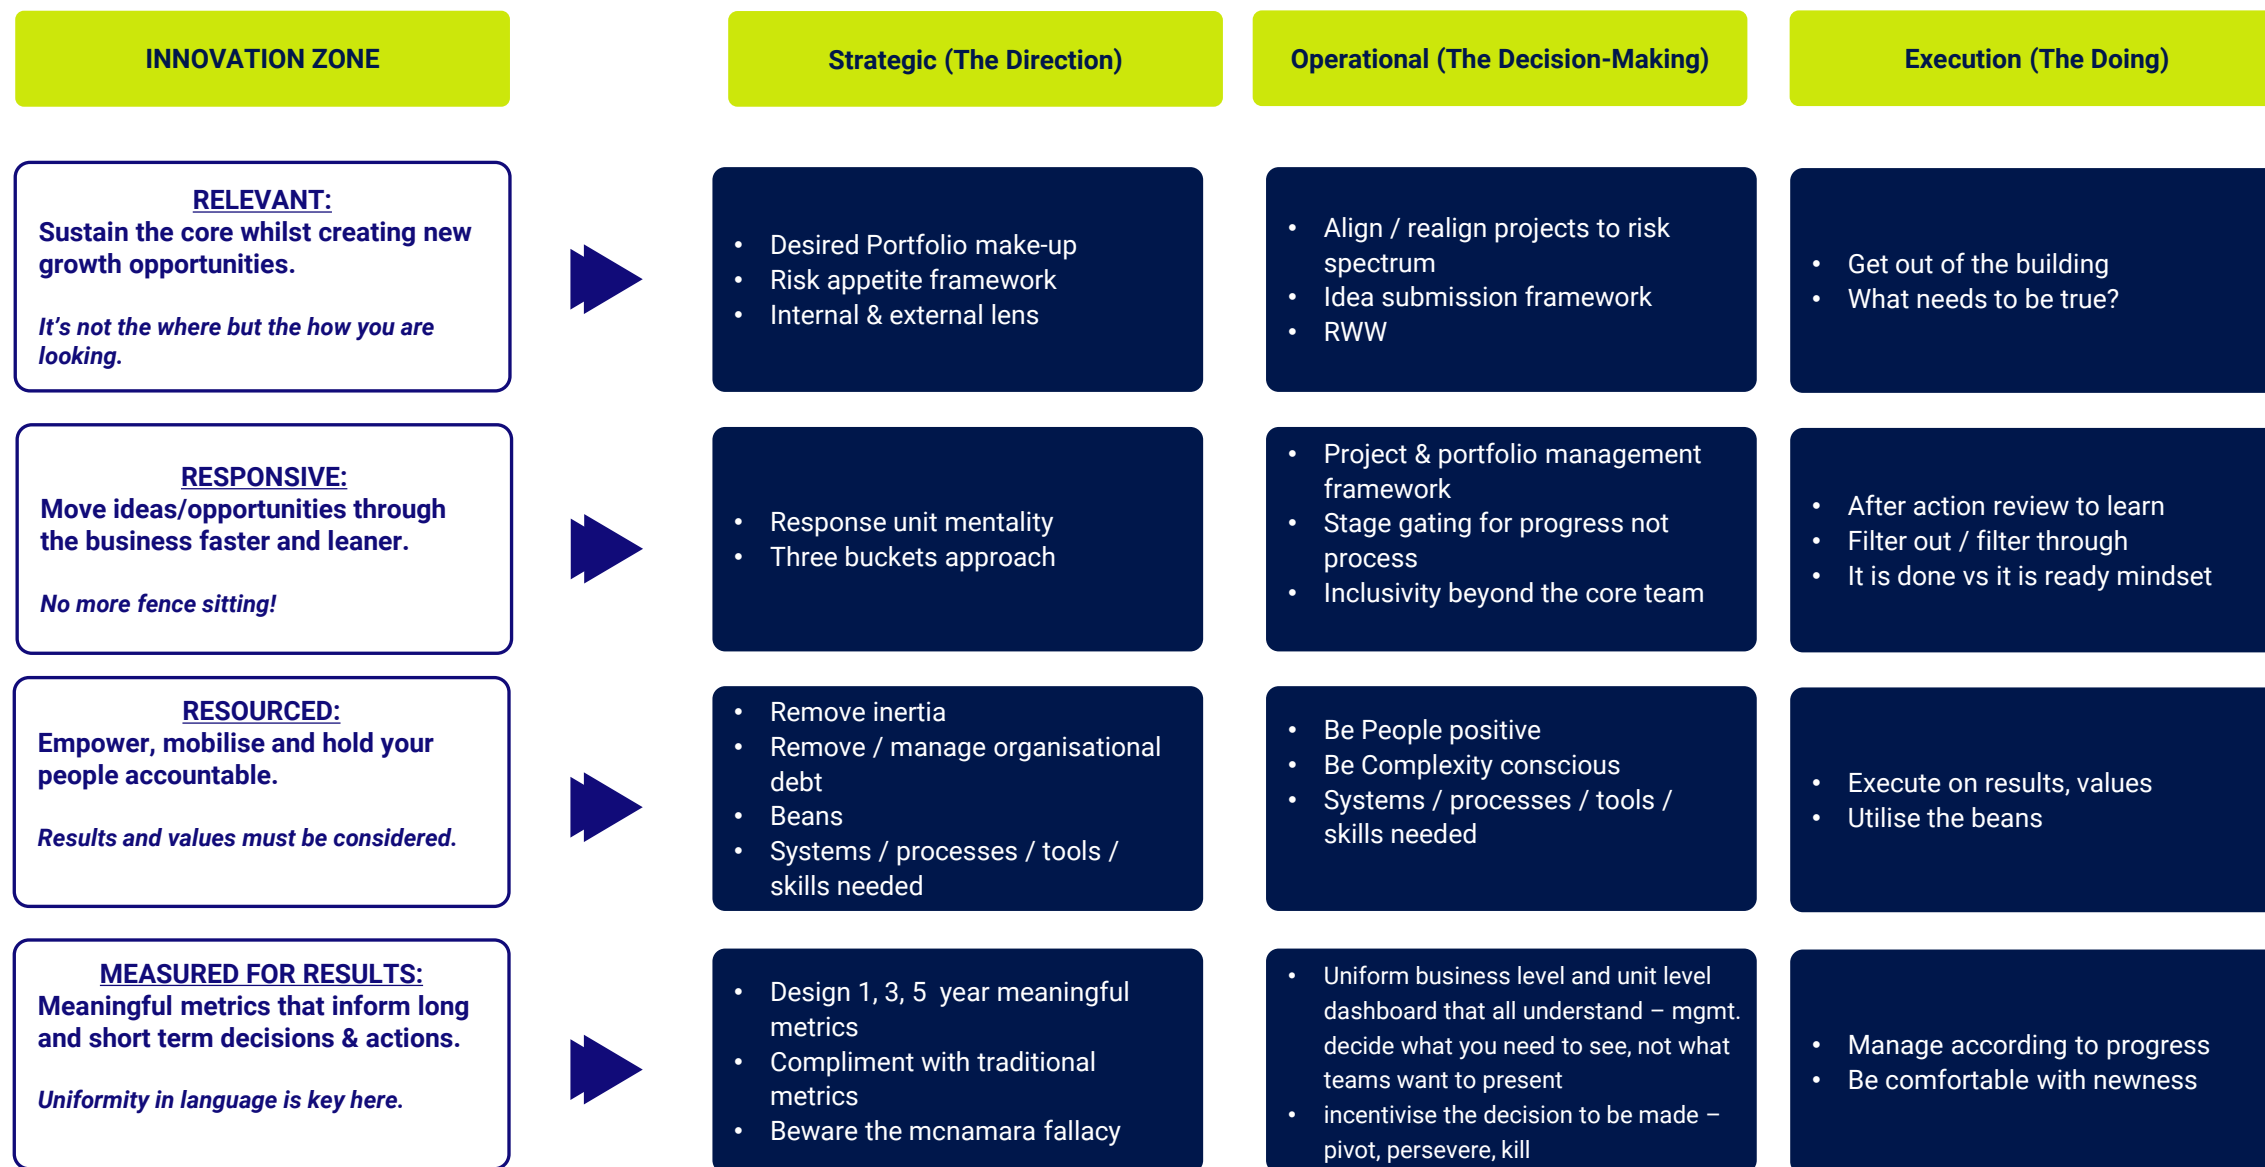 INNOVATION ZONE
Strategic (The Direction)
Operational (The Decision-Making)
Execution (The Doing)
RELEVANT:
Sustain the core whilst creating new
growth opportunities.
It's not the where but the how you are
looking.
• Desired Portfolio make-up
• Risk appetite framework
• Internal & external lens
• Align / realign projects to risk
spectrum
• Idea submission framework
• RWW
• Get out of the building
• What needs to be true?
RESPONSIVE:
Move ideas/opportunities through
the business faster and leaner.
No more fence sitting!
• Response unit mentality
• Three buckets approach
• Project & portfolio management
framework
• Stage gating for progress not
process
• Inclusivity beyond the core team
• After action review to learn
• Filter out / filter through
• It is done vs it is ready mindset
RESOURCED:
Empower, mobilise and hold your
people accountable.
Results and values must be considered.
• Remove inertia
• Remove / manage organisational
debt
• Beans
• Systems / processes / tools /
skills needed
• Be People positive
• Be Complexity conscious
• Systems / processes / tools /
skills needed
• Execute on results, values
• Utilise the beans
MEASURED FOR RESULTS:
Meaningful metrics that inform long
and short term decisions & actions.
Uniformity in language is key here.
• Design 1, 3, 5 year meaningful
metrics
• Compliment with traditional
metrics
• Beware the mcnamara fallacy
• Uniform business level and unit level
dashboard that all understand – mgmt.
decide what you need to see, not what
teams want to present
• incentivise the decision to be made –
pivot, persevere, kill
• Manage according to progress
• Be comfortable with newness